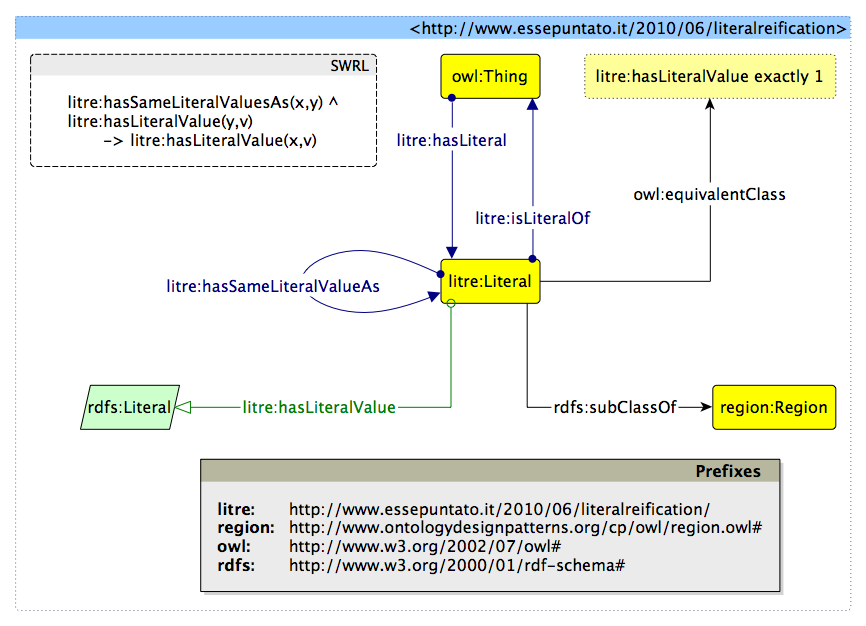 <http://www.essepuntato.it/2010/06/literalreification>
SWRL
litre:hasSameLiteralValuesAs(x,y) ^
litre:hasLiteralValue(y,v)
-> litre:hasLiteralValue(x,v)
owl:Thing
litre:hasLiteralValue exactly 1
litre:hasLiteral
owl:equivalentClass
litre:isLiteralOf
litre:hasSameLiteralValueAs
litre:Literal
rdfs:Literal
litre:hasLiteralValue
rdfs:subClassOf
region:Region
Prefixes
litre: http://www.essepuntato.it/2010/06/literalreification/
region: http://www.ontologydesignpatterns.org/cp/owl/region.owl#
owl: http://www.w3.org/2002/07/owl#
rdfs: http://www.w3.org/2000/01/rdf-schema#